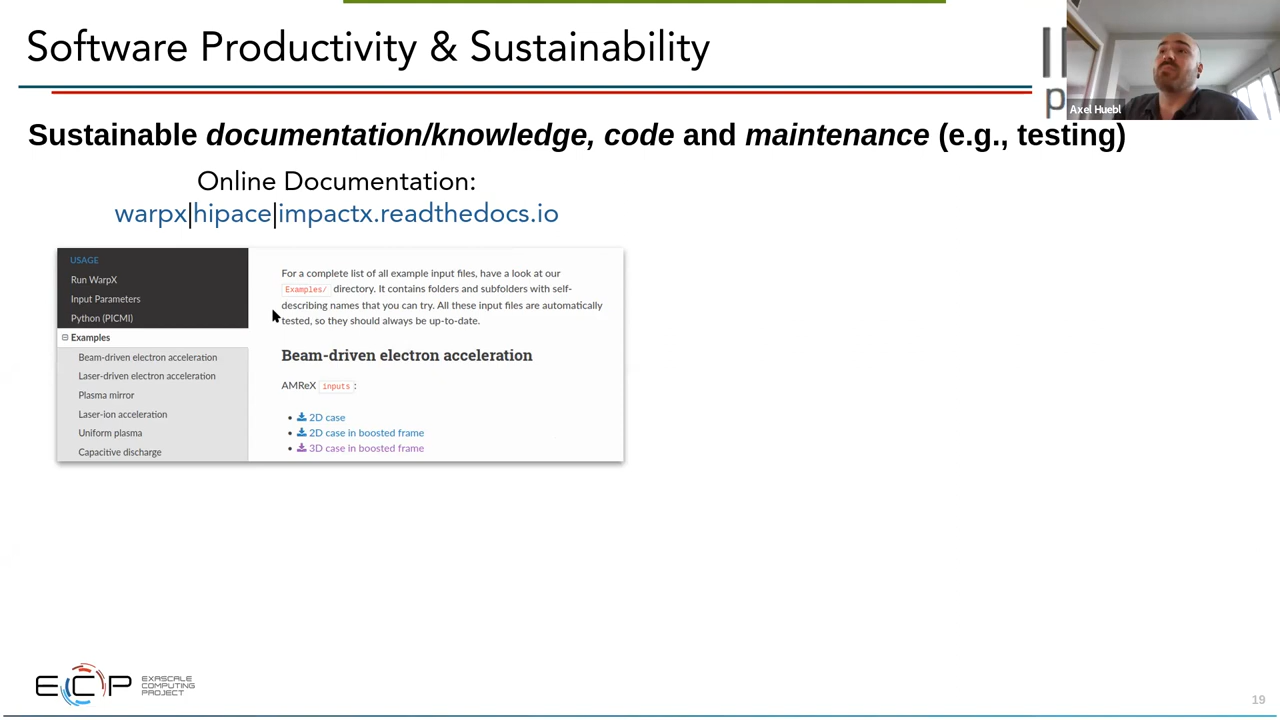 Software Productivity & Sustainability
Axel Huebl
Sustainable documentation/knowledge, code and maintenance (e.g., testing)
Online Documentation:
warpx|hipace|impactx.readthedocs.io
USAGE
Run WarpX
Input Parameters
Python (PICMI)
Examples
Beam-driven electron acceleration
Laser-driven electron acceleration
Plasma mirror
Laser-ion acceleration
Uniform plasma
Capacitive discharge
For a complete list of all example input files, have a look at our
Examples/ directory. It contains folders and subfolders with self-
describing names that you can try. All these input files are automatically
tested, so they should always be up-to-date.
Beam-driven electron acceleration
AMReX inputs :
• 2D case
• 2D case in boosted frame
• 3D case in boosted frame
ECP
EXASCALE
COMPUTING
PROJECT
19